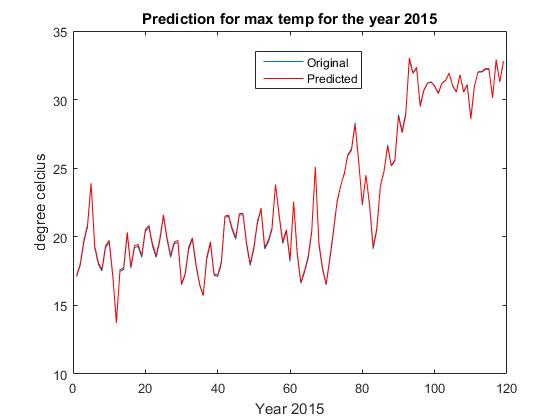 Prediction for max temp for the year 2015
Original
Predicted
degree celcius
35
30
25
20
15
10
0 20 40 60 80 100 120
Year 2015